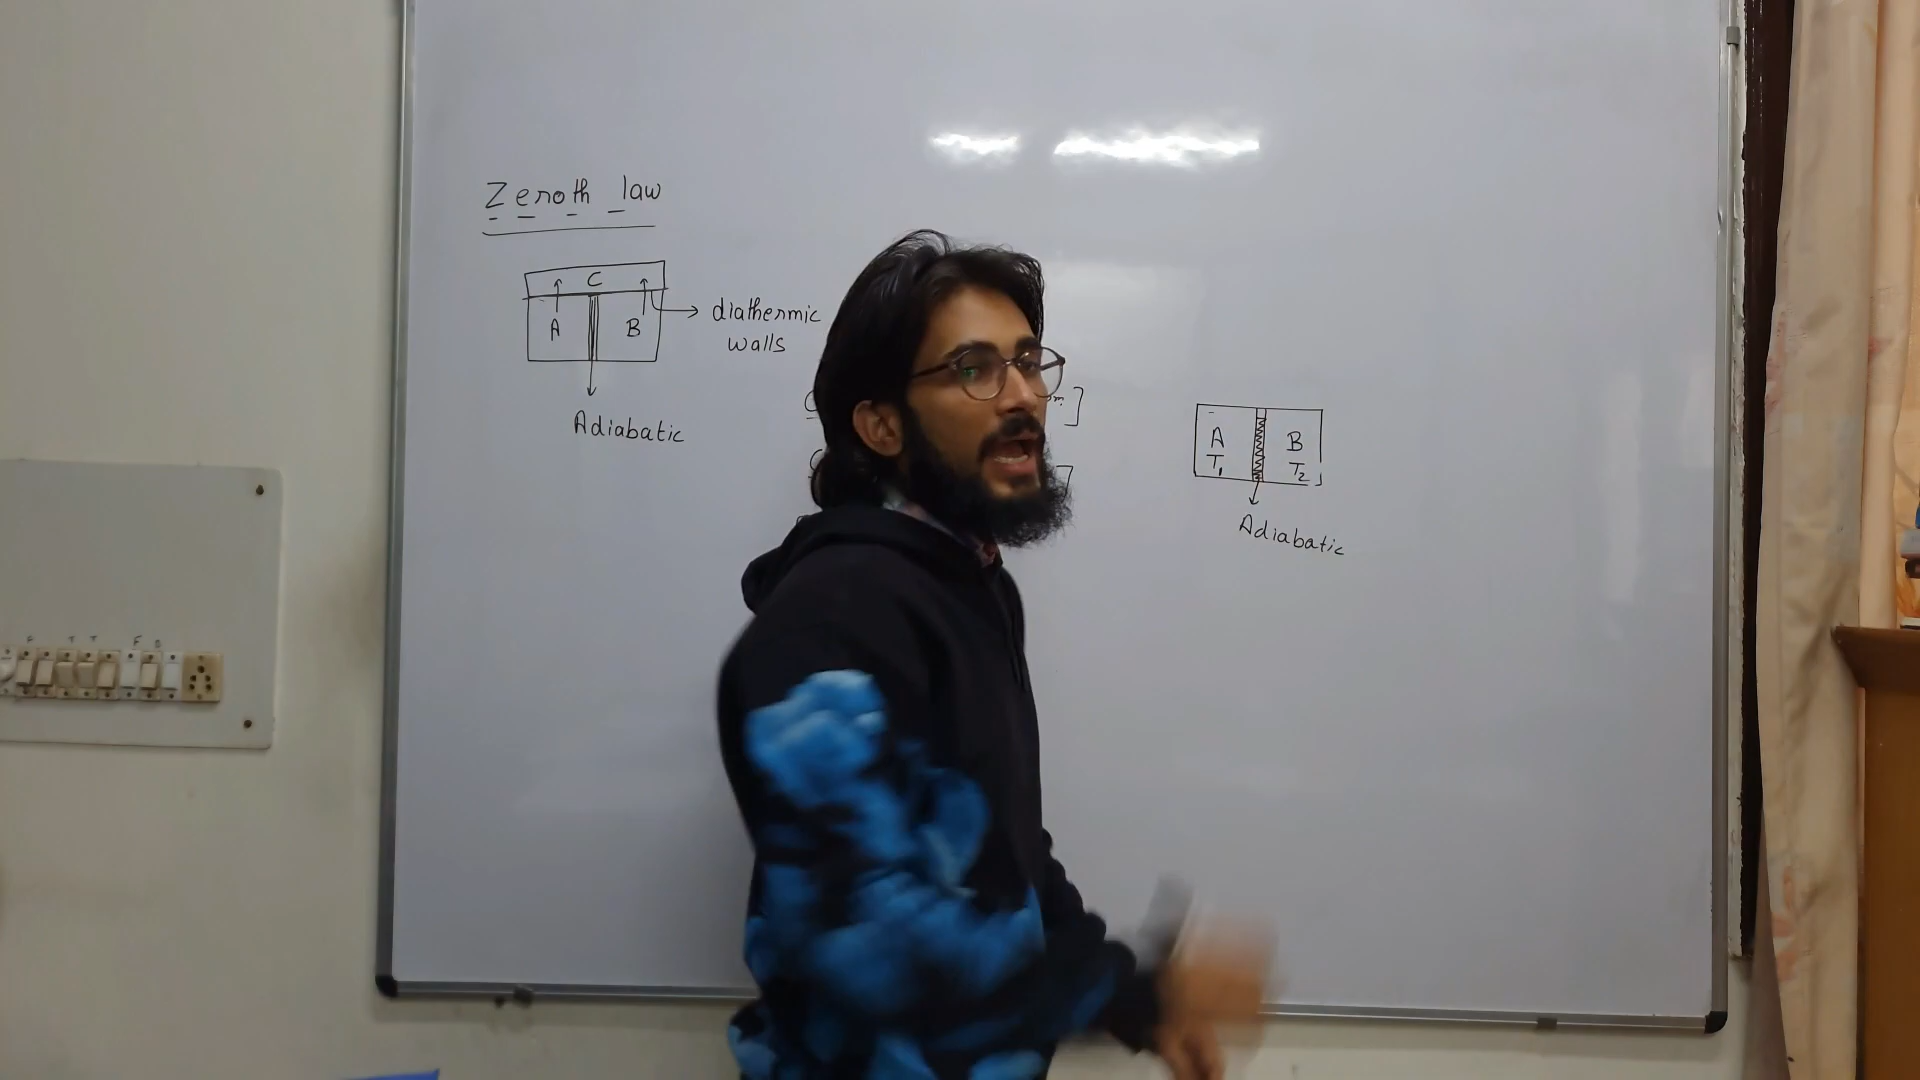 Zeroth law
C
A B
diathermic
walls
Adiabatic
A B
T1 T2
Adiabatic